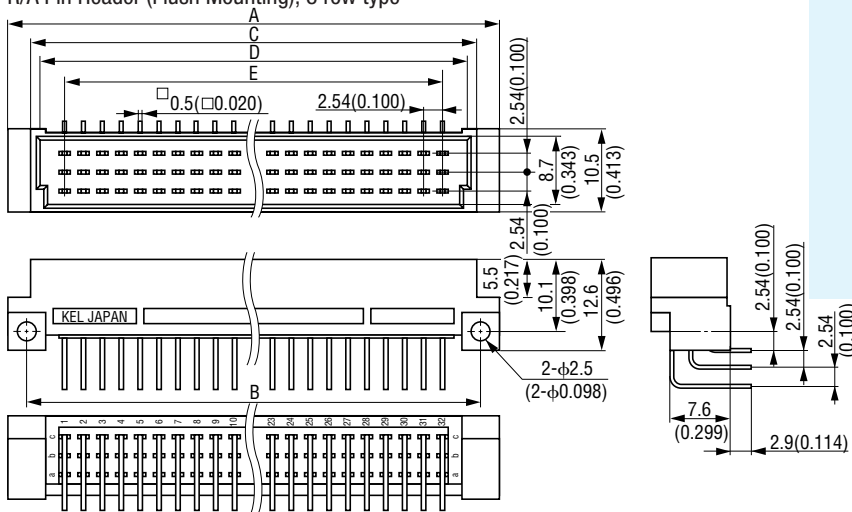 R/A Pin Header (Flush Mounting), 3 row type
A
C
D
E
□0.5(□0.020)
2.54(0.100)
2.54(0.100)
8.7
(0.343)
10.5
(0.413)
2.54
(0.100)
5.5
(0.217)
10.1
(0.398)
12.6
(0.496)
KEL JAPAN
2-ϕ2.5
(2-ϕ0.098)
B
1 2 3 4 5 6 7 8 9 10 23 24 25 26 27 28 29 30 31 32
c c
b b
a a
2.54(0.100)
2.54(0.100)
2.54
(0.100)
7.6
(0.299)
2.9(0.114)